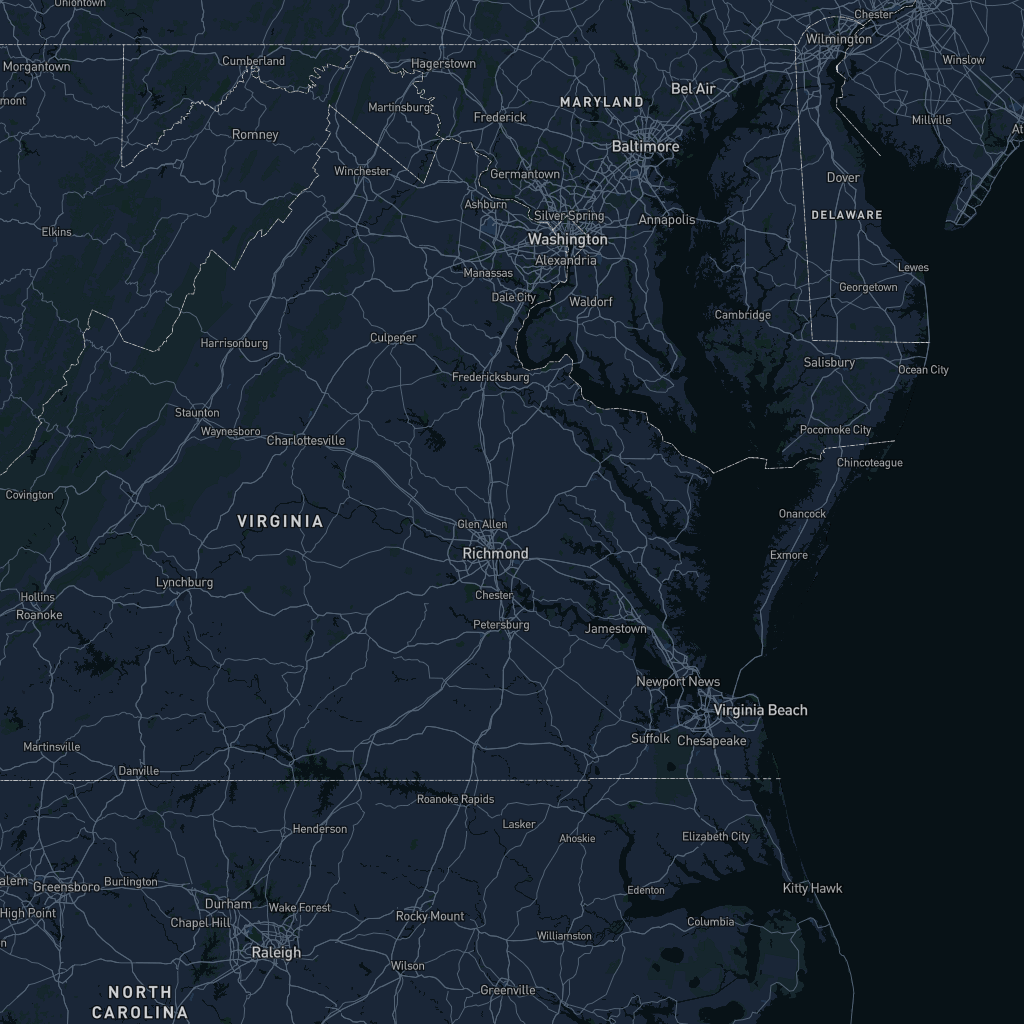 Uniontown
Chester
Wilmington
Morgantown
Cumberland
Hagerstown
Winslow
mont
Martinsburg
MARYLAND
Bel Air
Frederick
Millville
At
Romney
Baltimore
Winchester
Germantown
Dover
Ashburn
Silver Spring
Annapolis
DELAWARE
Elkins
Washington
Alexandria
Manassas
Lewes
Dale City
Waldorf
Georgetown
Cambridge
Harrisonburg
Culpeper
Salisbury
Ocean City
Fredericksburg
Staunton
Waynesboro
Charlottesville
Pocomoke City
Chincoteague
Covington
Onancock
VIRGINIA
Glen Allen
Richmond
Exmore
Lynchburg
Hollins
Roanoke
Chester
Petersburg
Jamestown
Newport News
Virginia Beach
Suffolk
Chesapeake
Martinsville
Danville
Roanoke Rapids
Henderson
Lasker
Ahoskie
Elizabeth City
alem
Greensboro
Burlington
Edenton
Kitty Hawk
High Point
Durham
Wake Forest
Chapel Hill
Rocky Mount
Columbia
Williamston
n
Raleigh
Wilson
Greenville
NORTH
CAROLINA